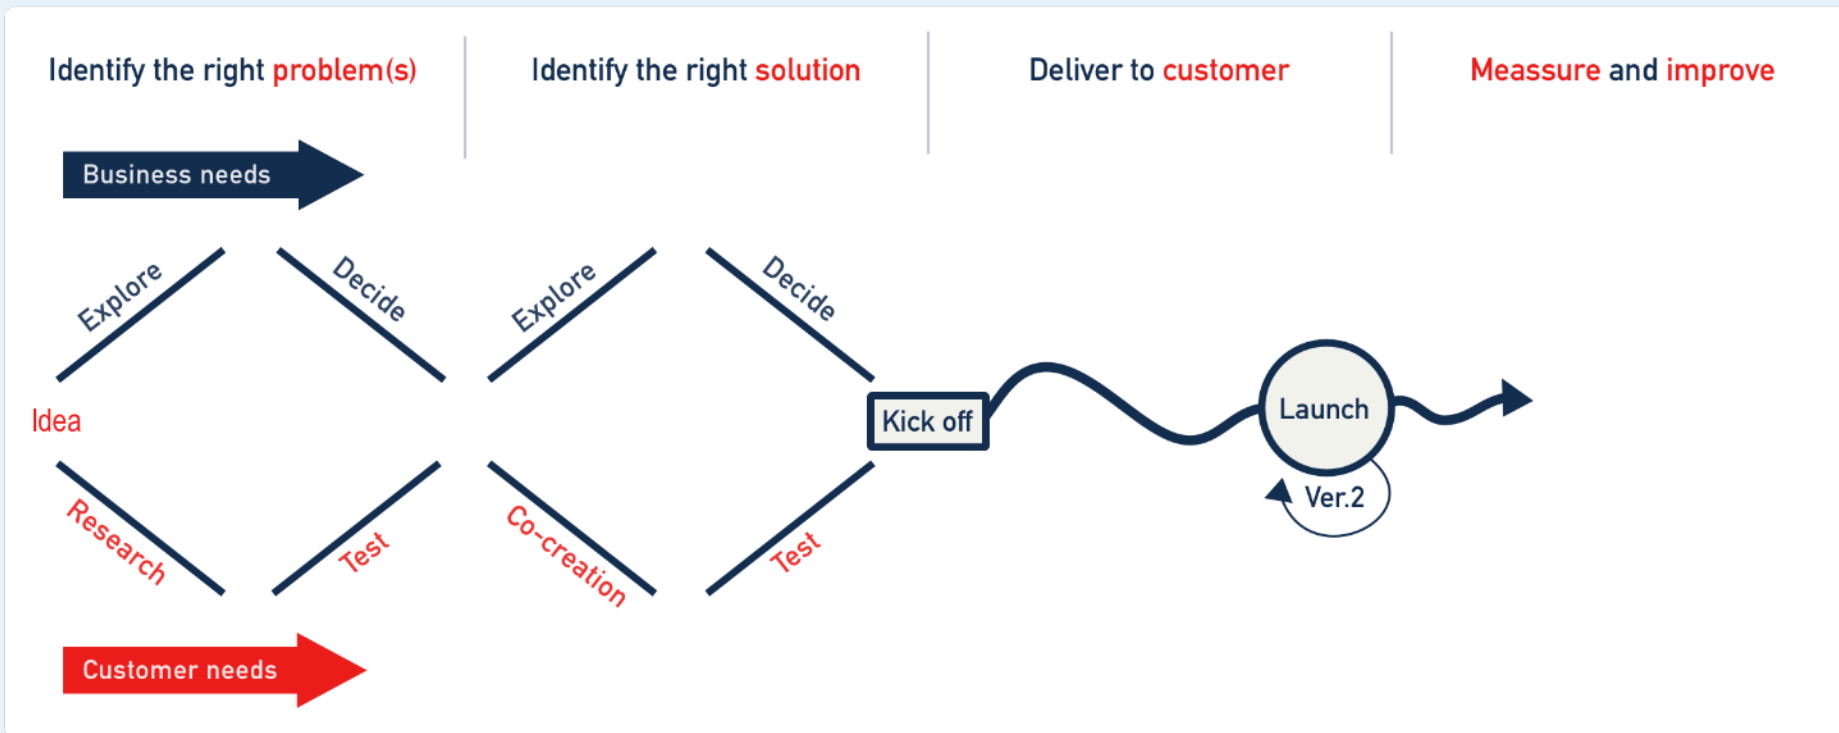 Identify the right problem(s)
Identify the right solution
Deliver to customer
Meassure and improve
Business needs
Explore
Decide
Explore
Decide
Idea
Kick off
Launch
Ver.2
Research
Test
Co-creation
Test
Customer needs